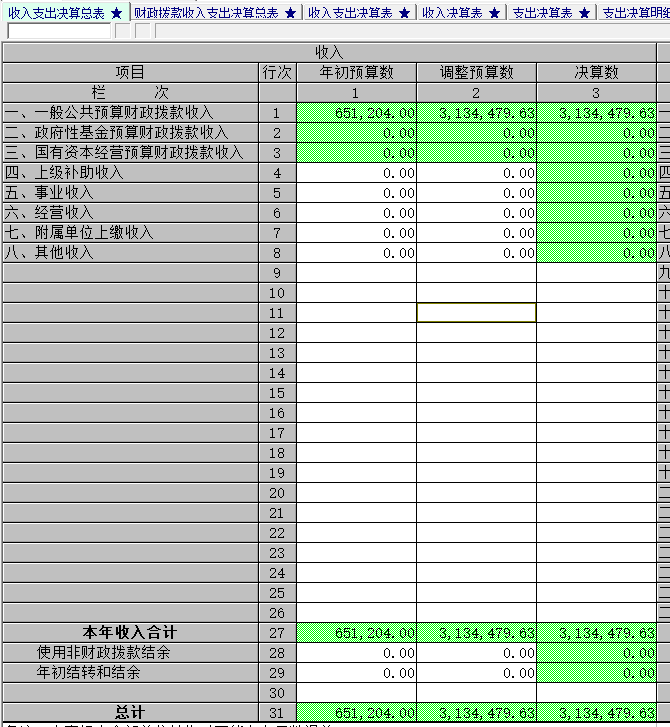 收入支出决算总表 ★ 财政拨款收入支出决算总表 ★ 收入支出决算表 ★ 收入决算表 ★ 支出决算表 ★ 支出决算明细
收入
项目 行次 年初预算数 调整预算数 决算数
栏 次 1 2 3
一、一般公共预算财政拨款收入 1 651,204.00 3,134,479.63 3,134,479.63 一
二、政府性基金预算财政拨款收入 2 0.00 0.00 0.00 二
三、国有资本经营预算财政拨款收入 3 0.00 0.00 0.00 三
四、上级补助收入 4 0.00 0.00 0.00 四
五、事业收入 5 0.00 0.00 0.00 五
六、经营收入 6 0.00 0.00 0.00 六
七、附属单位上缴收入 7 0.00 0.00 0.00 七
八、其他收入 8 0.00 0.00 0.00 八
9 九
10 十
11 十
12 十
13 十
14 十
15 十
16 十
17 十
18 十
19 十
20 二
21 二
22 二
23 二
24 二
25 二
26
本年收入合计 27 651,204.00 3,134,479.63 3,134,479.63
使用非财政拨款结余 28 0.00 0.00 0.00
年初结转和结余 29 0.00 0.00 0.00
30
总计 31 651,204.00 3,134,479.63 3,134,479.63